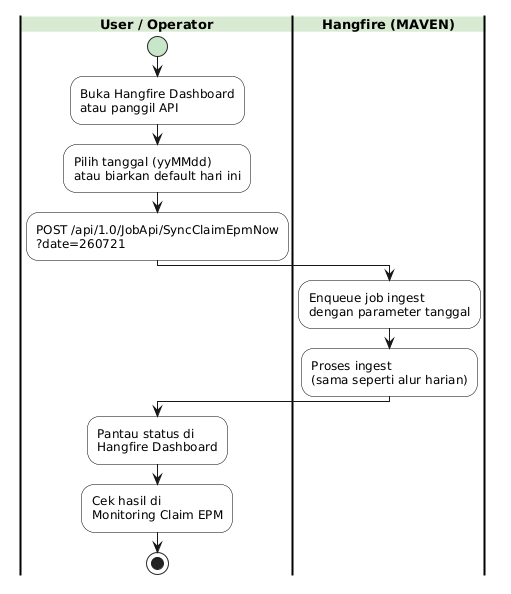 User / Operator
Hangfire (MAVEN)
Buka Hangfire Dashboard
atau panggil API
Pilih tanggal (yyMMdd)
atau biarkan default hari ini
POST /api/1.0/JobApi/SyncClaimEpmNow
?date=260721
Enqueue job ingest
dengan parameter tanggal
Proses ingest
(sama seperti alur harian)
Pantau status di
Hangfire Dashboard
Cek hasil di
Monitoring Claim EPM